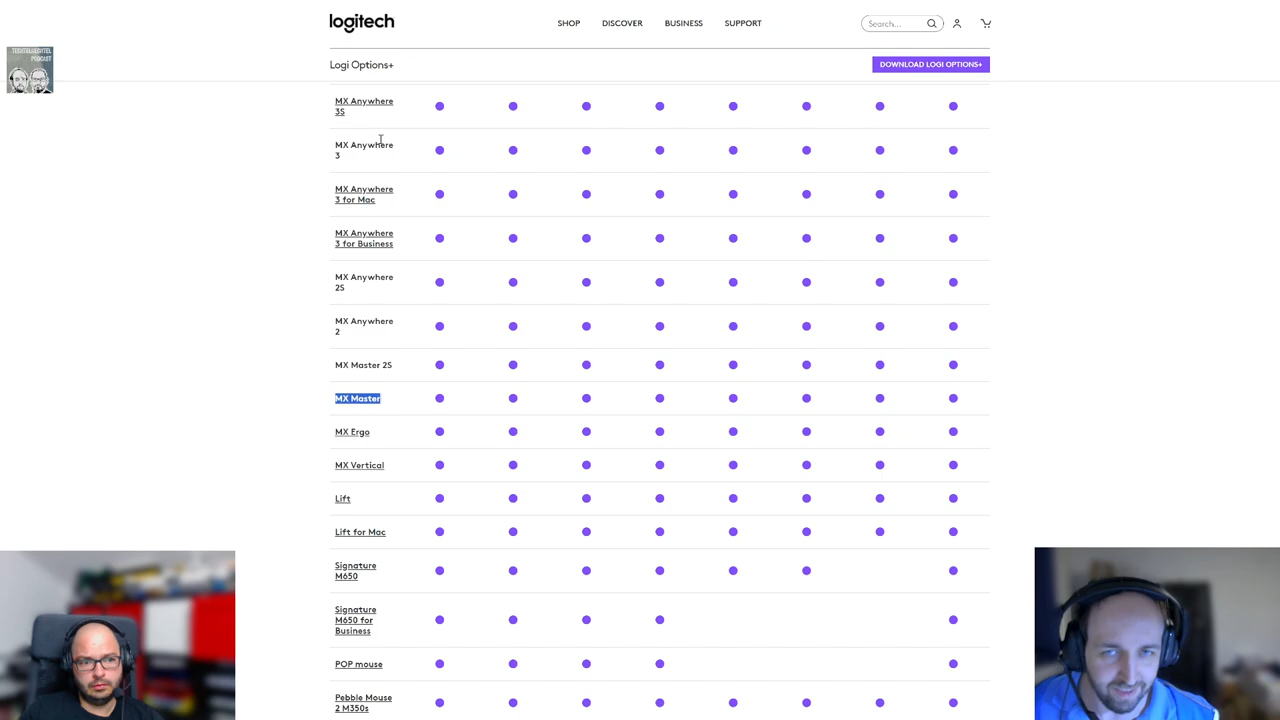 logitech
SHOP DISCOVER BUSINESS SUPPORT
Search...
TECHTELMECHTEL
PODCAST
Logi Options+
DOWNLOAD LOGI OPTIONS+
MX Anywhere
3S
MX Anywhere
3
MX Anywhere
3 for Mac
MX Anywhere
3 for Business
MX Anywhere
2S
MX Anywhere
2
MX Master 2S
MX Master
MX Ergo
MX Vertical
Lift
Lift for Mac
Signature
M650
Signature
M650 for
Business
POP mouse
Pebble Mouse
2 M350s